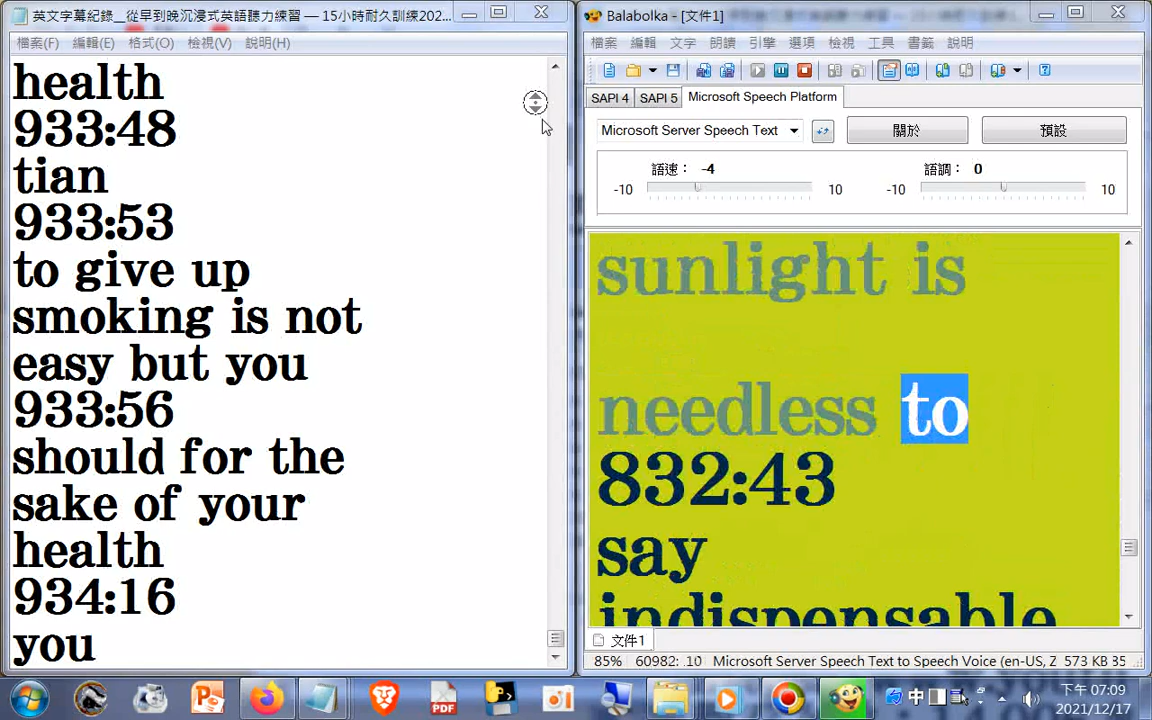 英文字幕紀錄__從早到晚沉浸式英語聽力練習 — 15小時耐久訓練202...
檔案(F) 編輯(E) 格式(O) 檢視(V) 說明(H)
health
933:48
tian
933:53
to give up
smoking is not
easy but you
933:56
should for the
sake of your
health
934:16
you
Balabolka - [文件1]
檔案 編輯 文字 朗讀 引擎 選項 檢視 工具 書籤 說明
SAPI 4 SAPI 5 Microsoft Speech Platform
Microsoft Server Speech Text 關於 預設
語速： -4 語調： 0
-10 10 -10 10
sunlight is
needless to
832:43
say
indispensable
文件1
85% 60982: .10 Microsoft Server Speech Text to Speech Voice (en-US, Z 573 KB 35
PDF 中 下午 07:09
2021/12/17